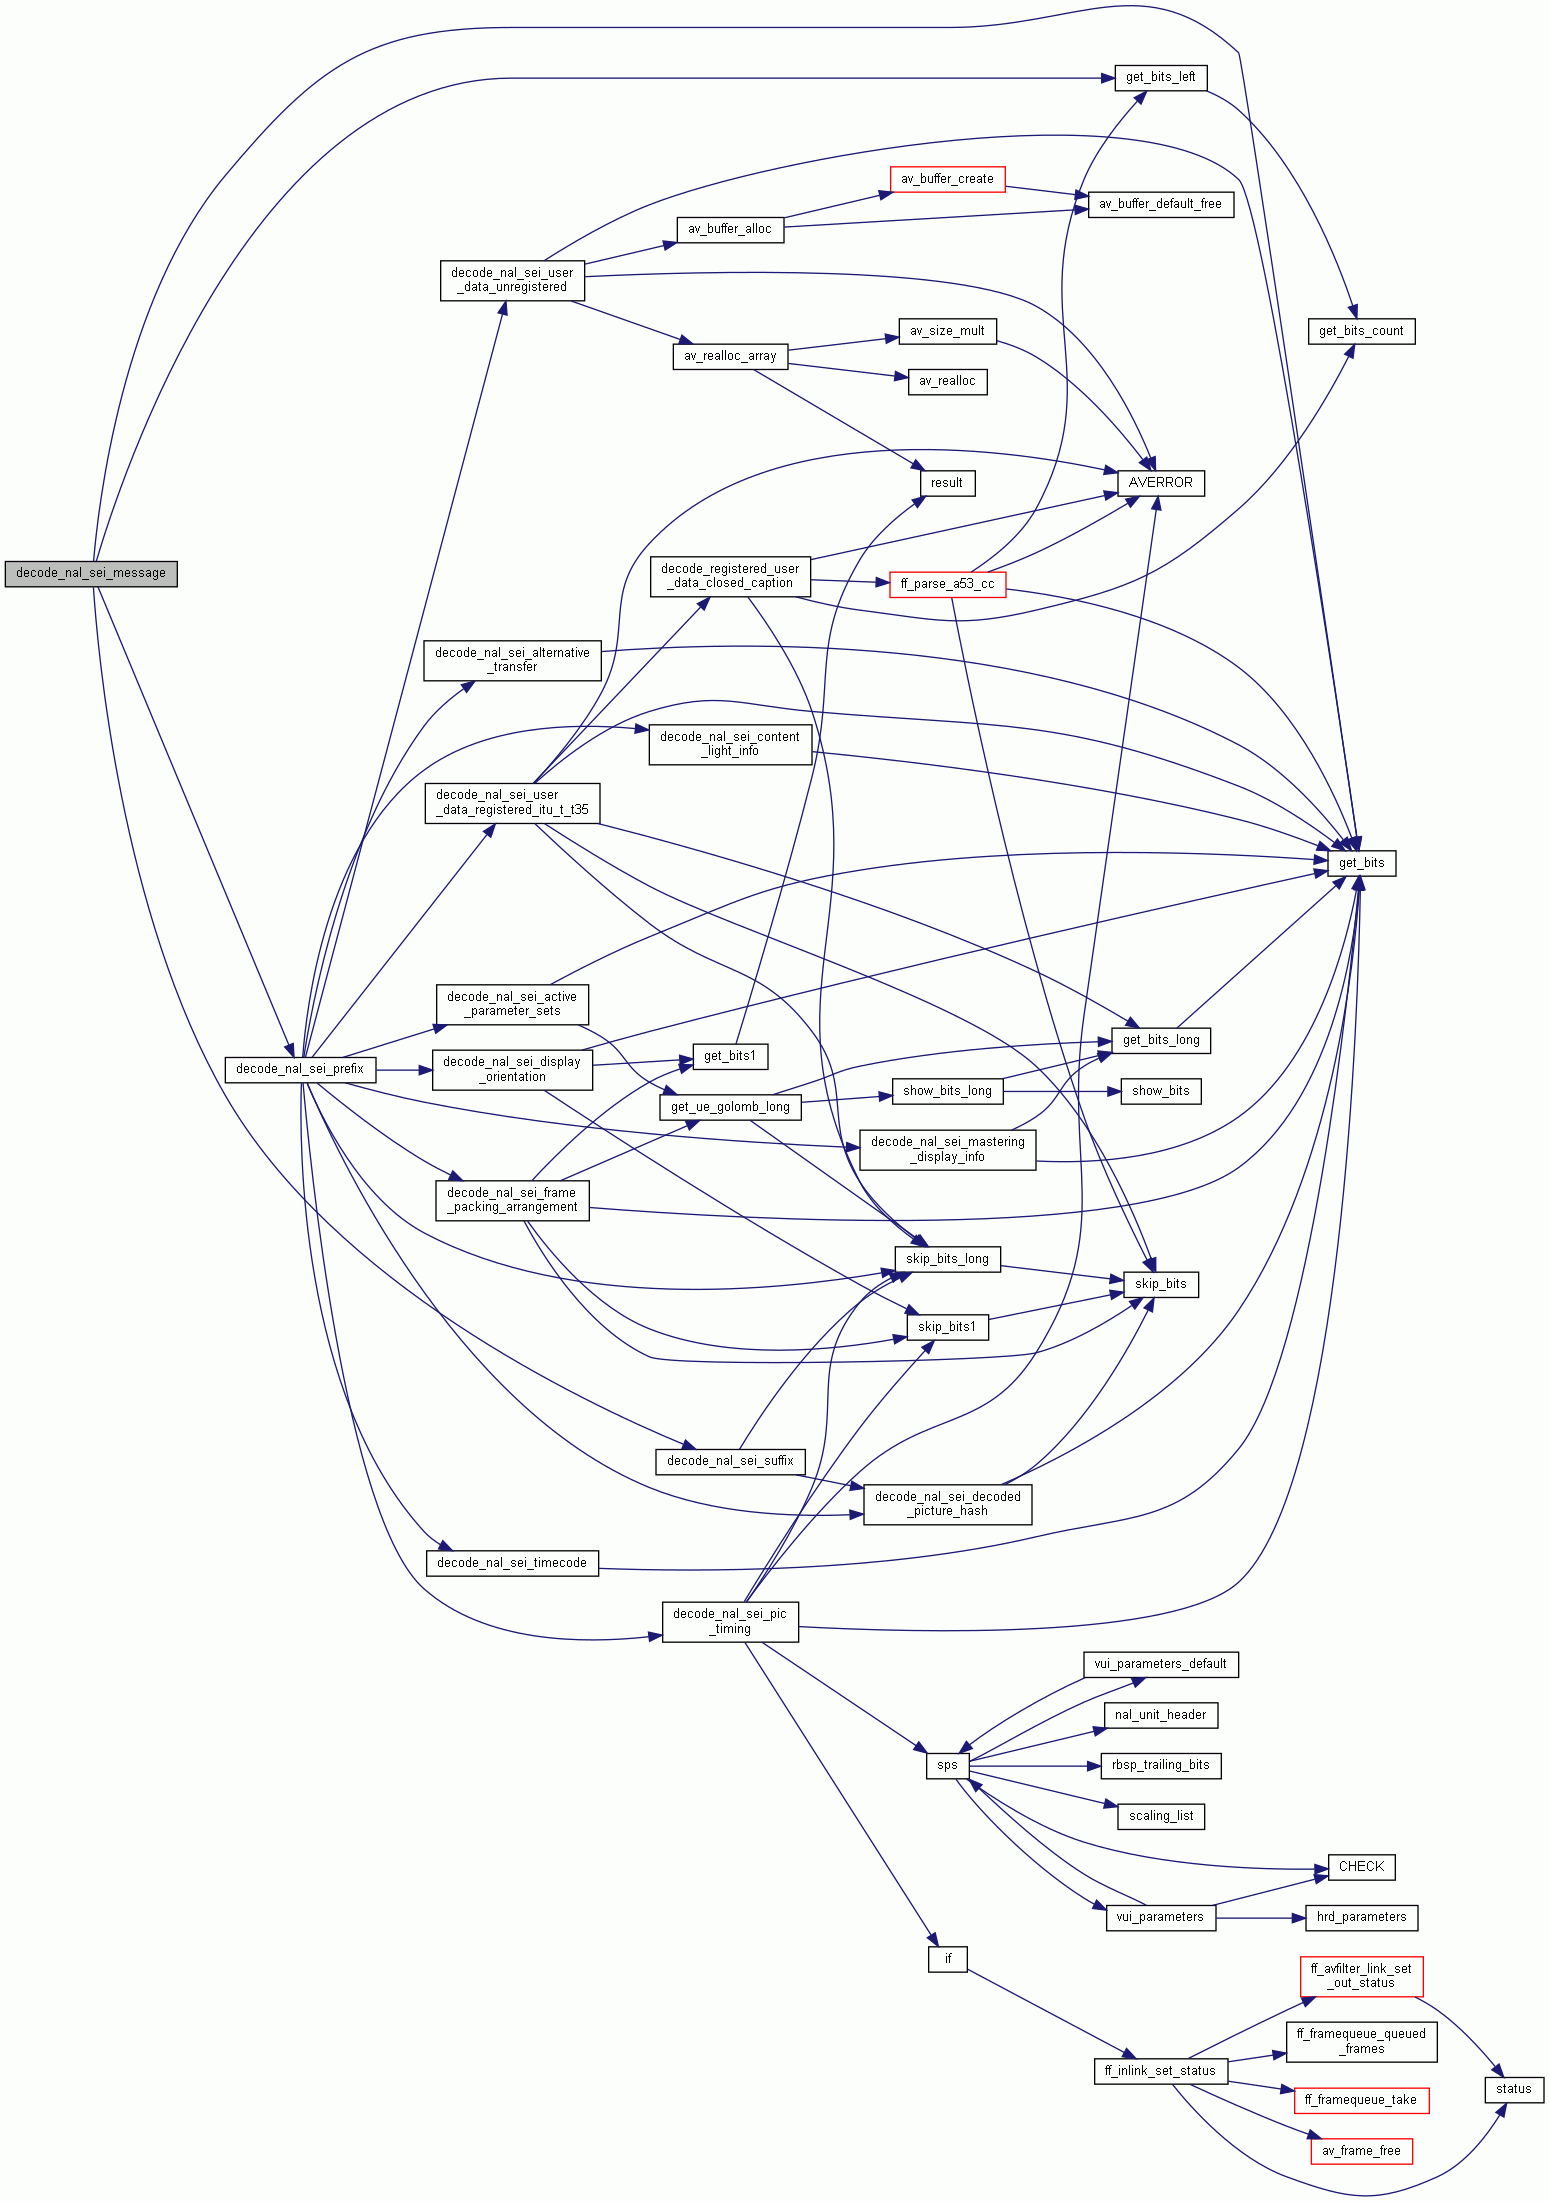 get_bits_left
av_buffer_create
av_buffer_default_free
av_buffer_alloc
decode_nal_sei_user
_data_unregistered
av_size_mult
get_bits_count
av_realloc_array
av_realloc
result
AVERROR
decode_nal_sei_message
decode_registered_user
_data_closed_caption
ff_parse_a53_cc
decode_nal_sei_alternative
_transfer
decode_nal_sei_content
_light_info
decode_nal_sei_user
_data_registered_itu_t_t35
get_bits
decode_nal_sei_active
_parameter_sets
get_bits_long
get_bits1
decode_nal_sei_prefix
decode_nal_sei_display
_orientation
show_bits_long
show_bits
get_ue_golomb_long
decode_nal_sei_mastering
_display_info
decode_nal_sei_frame
_packing_arrangement
skip_bits_long
skip_bits
skip_bits1
decode_nal_sei_suffix
decode_nal_sei_decoded
_picture_hash
decode_nal_sei_timecode
decode_nal_sei_pic
_timing
vui_parameters_default
nal_unit_header
sps
rbsp_trailing_bits
scaling_list
CHECK
vui_parameters
hrd_parameters
if
ff_avfilter_link_set
_out_status
ff_framequeue_queued
_frames
ff_inlink_set_status
status
ff_framequeue_take
av_frame_free